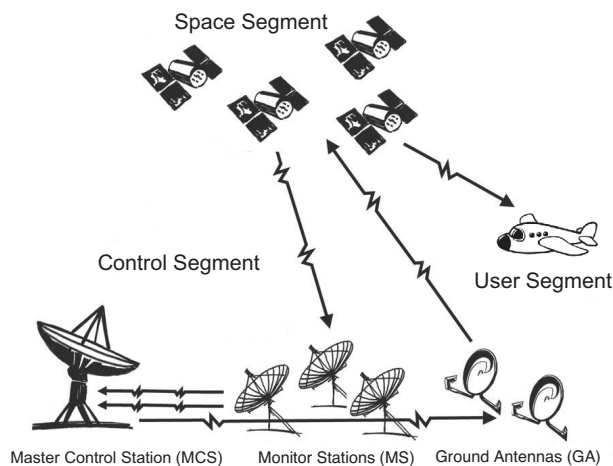 Space Segment
Control Segment
User Segment
Master Control Station (MCS)
Monitor Stations (MS)
Ground Antennas (GA)